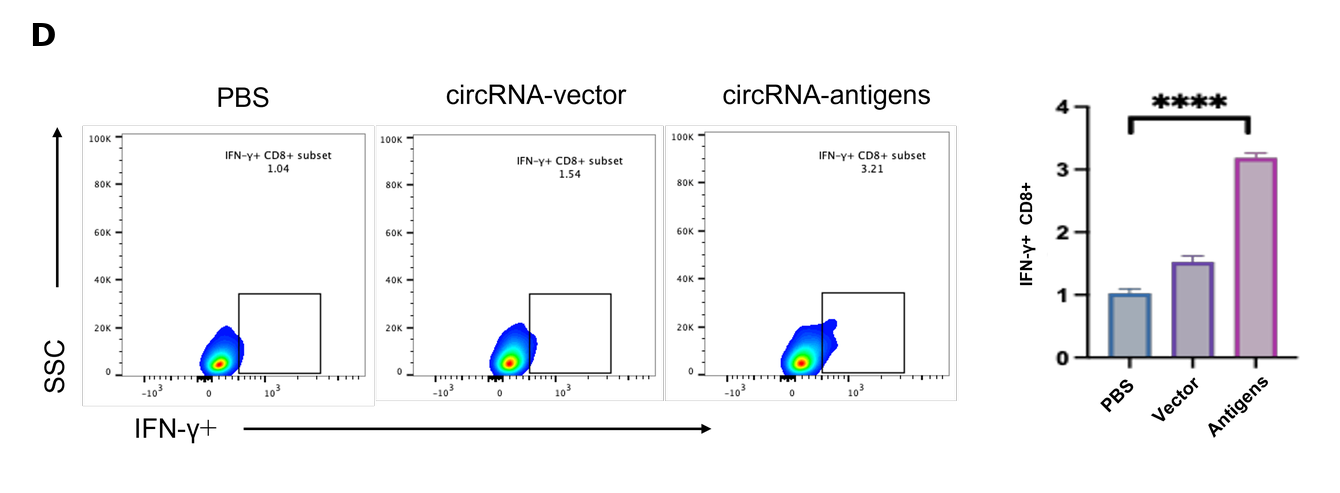 D
PBS
circRNA-vector
circRNA-antigens
100K
80K
60K
40K
20K
0
-10³
0
10³
IFN-γ+ CD8+ subset
1.04
100K
80K
60K
40K
20K
0
-10³
0
10³
IFN-γ+ CD8+ subset
1.54
100K
80K
60K
40K
20K
0
-10³
0
10³
IFN-γ+ CD8+ subset
3.21
SSC
IFN-γ+
****
4
3
2
1
0
IFN-γ+ CD8+
PBS
Vector
Antigens